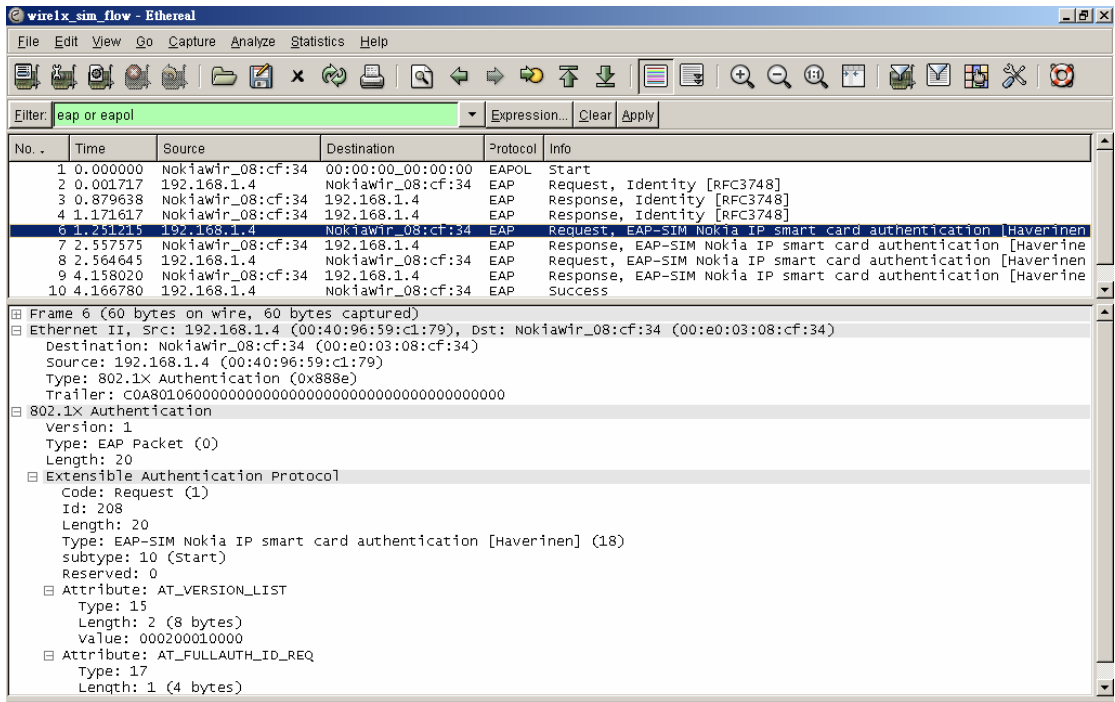 wire1x_sim_flow - Ethereal
File Edit View Go Capture Analyze Statistics Help
Filter: eap or eapol Expression... Clear Apply
No. . Time Source Destination Protocol Info
1 0.000000 NokiaWir_08:cf:34 00:00:00_00:00:00 EAPOL Start
2 0.001717 192.168.1.4 NokiaWir_08:cf:34 EAP Request, Identity [RFC3748]
3 0.879638 NokiaWir_08:cf:34 192.168.1.4 EAP Response, Identity [RFC3748]
4 1.171617 NokiaWir_08:cf:34 192.168.1.4 EAP Response, Identity [RFC3748]
6 1.251215 192.168.1.4 NokiaWir_08:cf:34 EAP Request, EAP-SIM Nokia IP smart card authentication [Haverinen
7 2.557575 NokiaWir_08:cf:34 192.168.1.4 EAP Response, EAP-SIM Nokia IP smart card authentication [Haverine
8 2.564645 192.168.1.4 NokiaWir_08:cf:34 EAP Request, EAP-SIM Nokia IP smart card authentication [Haverinen
9 4.158020 NokiaWir_08:cf:34 192.168.1.4 EAP Response, EAP-SIM Nokia IP smart card authentication [Haverine
10 4.166780 192.168.1.4 NokiaWir_08:cf:34 EAP Success
Frame 6 (60 bytes on wire, 60 bytes captured)
Ethernet II, Src: 192.168.1.4 (00:40:96:59:c1:79), Dst: NokiaWir_08:cf:34 (00:e0:03:08:cf:34)
Destination: NokiaWir_08:cf:34 (00:e0:03:08:cf:34)
Source: 192.168.1.4 (00:40:96:59:c1:79)
Type: 802.1X Authentication (0x888e)
Trailer: C0A80106000000000000000000000000000000000000
802.1X Authentication
Version: 1
Type: EAP Packet (0)
Length: 20
Extensible Authentication Protocol
Code: Request (1)
Id: 208
Length: 20
Type: EAP-SIM Nokia IP smart card authentication [Haverinen] (18)
subtype: 10 (Start)
Reserved: 0
Attribute: AT_VERSION_LIST
Type: 15
Length: 2 (8 bytes)
Value: 000200010000
Attribute: AT_FULLAUTH_ID_REQ
Type: 17
Length: 1 (4 bytes)